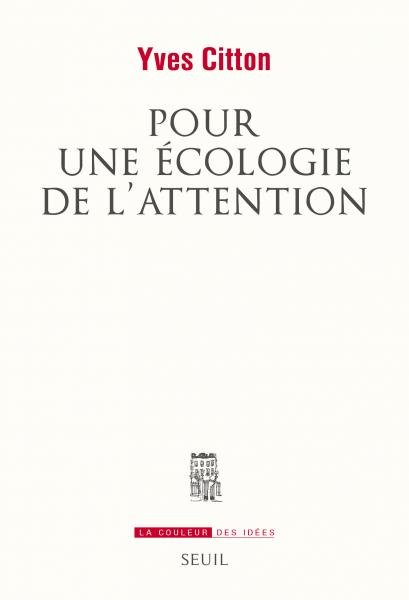 Yves Citton
POUR
UNE ÉCOLOGIE
DE L’ATTENTION
LA COULEUR DES IDÉES
SEUIL